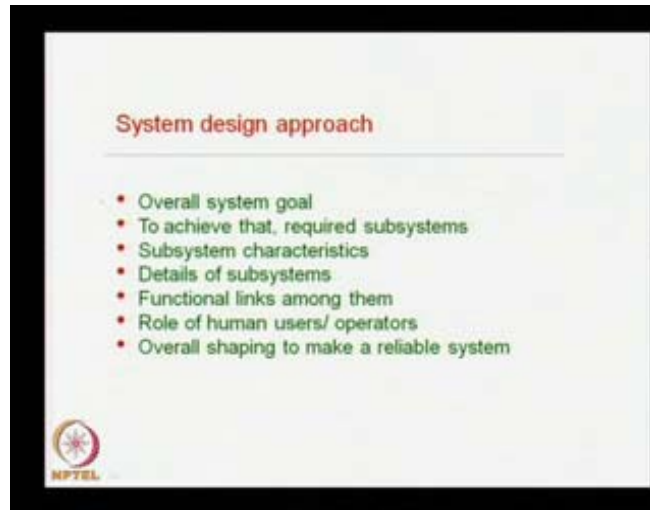 System design approach
• Overall system goal
• To achieve that, required subsystems
• Subsystem characteristics
• Details of subsystems
• Functional links among them
• Role of human users/ operators
• Overall shaping to make a reliable system
NPTEL